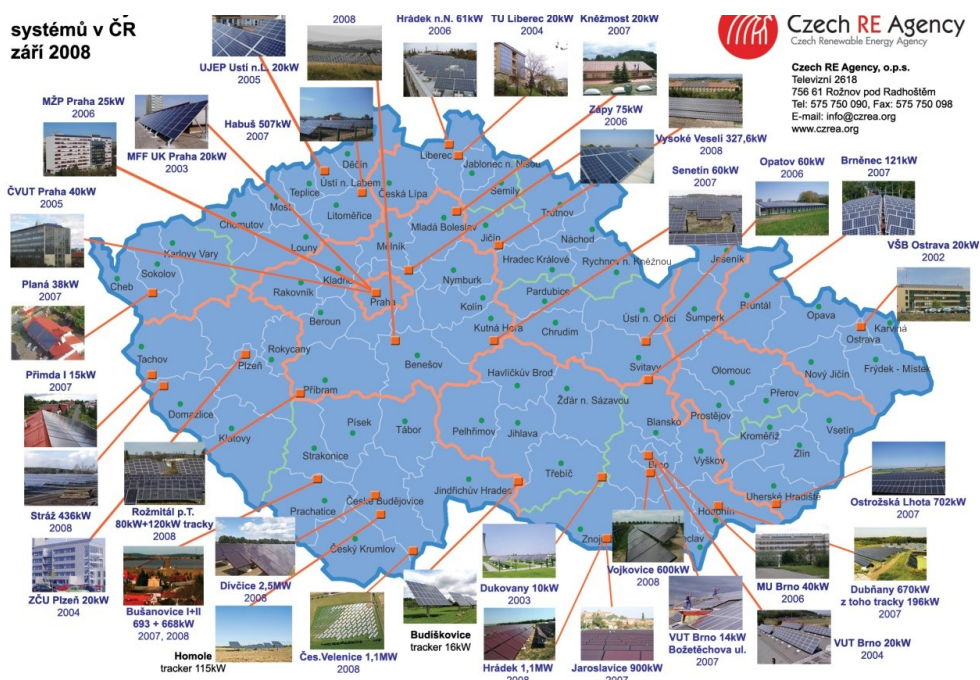 systémů v ČR
září 2008
2008
Hrádek n.N. 61kW
2006
TU Liberec 20kW
2004
Kněžmost 20kW
2007
Czech RE Agency
Czech Renewable Energy Agency
Czech RE Agency, o.p.s.
Televizní 2618
756 61 Rožnov pod Radhoštěm
Tel: 575 750 090, Fax: 575 750 098
E-mail: info@czrea.org
www.czrea.org
UJEP Ústí n.L. 20kW
2005
MŽP Praha 25kW
2006
Habuš 507kW
2007
Zápy 75kW
2006
MFF UK Praha 20kW
2003
Vysoké Veselí 327,6kW
2008
Senetin 60kW
2007
Opatov 60kW
2006
Brněnec 121kW
2007
ČVUT Praha 40kW
2005
VŠB Ostrava 20kW
2002
Planá 38kW
2007
Přimda I 15kW
2007
Stráž 436kW
2008
Rožmitál p.T.
80kW+120kW tracky
2008
ZČU Plzeň 20kW
2004
Bušanovice I+II
693 + 668kW
2007, 2008
Divčice 2,5MW
2008
Homole
tracker 115kW
Čes.Velenice 1,1MW
2008
Budíškovice
tracker 16kW
Dukovany 10kW
2003
Hrádek 1,1MW
2008
Jaroslavice 900kW
2007
Vojkovice 600kW
2008
VUT Brno 14kW
Božetěchova ul.
2007
MU Brno 40kW
2006
VUT Brno 20kW
2004
Dubňany 670kW
z toho tracky 196kW
2007
Ostrožská Lhota 702kW
2007
Děčín
Liberec
Jablonec n. Nisou
Ústí n. Labem
Teplice
Česká Lípa
Semily
Most
Litoměřice
Chomutov
Mladá Boleslav
Trutnov
Jičín
Louny
Mělník
Náchod
Karlovy Vary
Sokolov
Cheb
Kladno
Hradec Králové
Rychnov n. Kněžnou
Jeseník
Rakovník
Praha
Nymburk
Pardubice
Bruntál
Kolín
Opava
Beroun
Ústí n. Orlicí
Šumperk
Karviná
Kutná Hora
Chrudim
Ostrava
Rokycany
Tachov
Plzeň
Benešov
Svitavy
Nový Jičín
Frýdek - Místek
Havlíčkův Brod
Olomouc
Příbram
Přerov
Domažlice
Žďár n. Sázavou
Prostějov
Písek
Tábor
Pelhřimov
Jihlava
Blansko
Kroměříž
Vsetín
Klatovy
Strakonice
Zlín
Třebíč
Brno
Vyškov
České Budějovice
Jindřichův Hradec
Uherské Hradiště
Prachatice
Hodonín
Český Krumlov
Znojmo